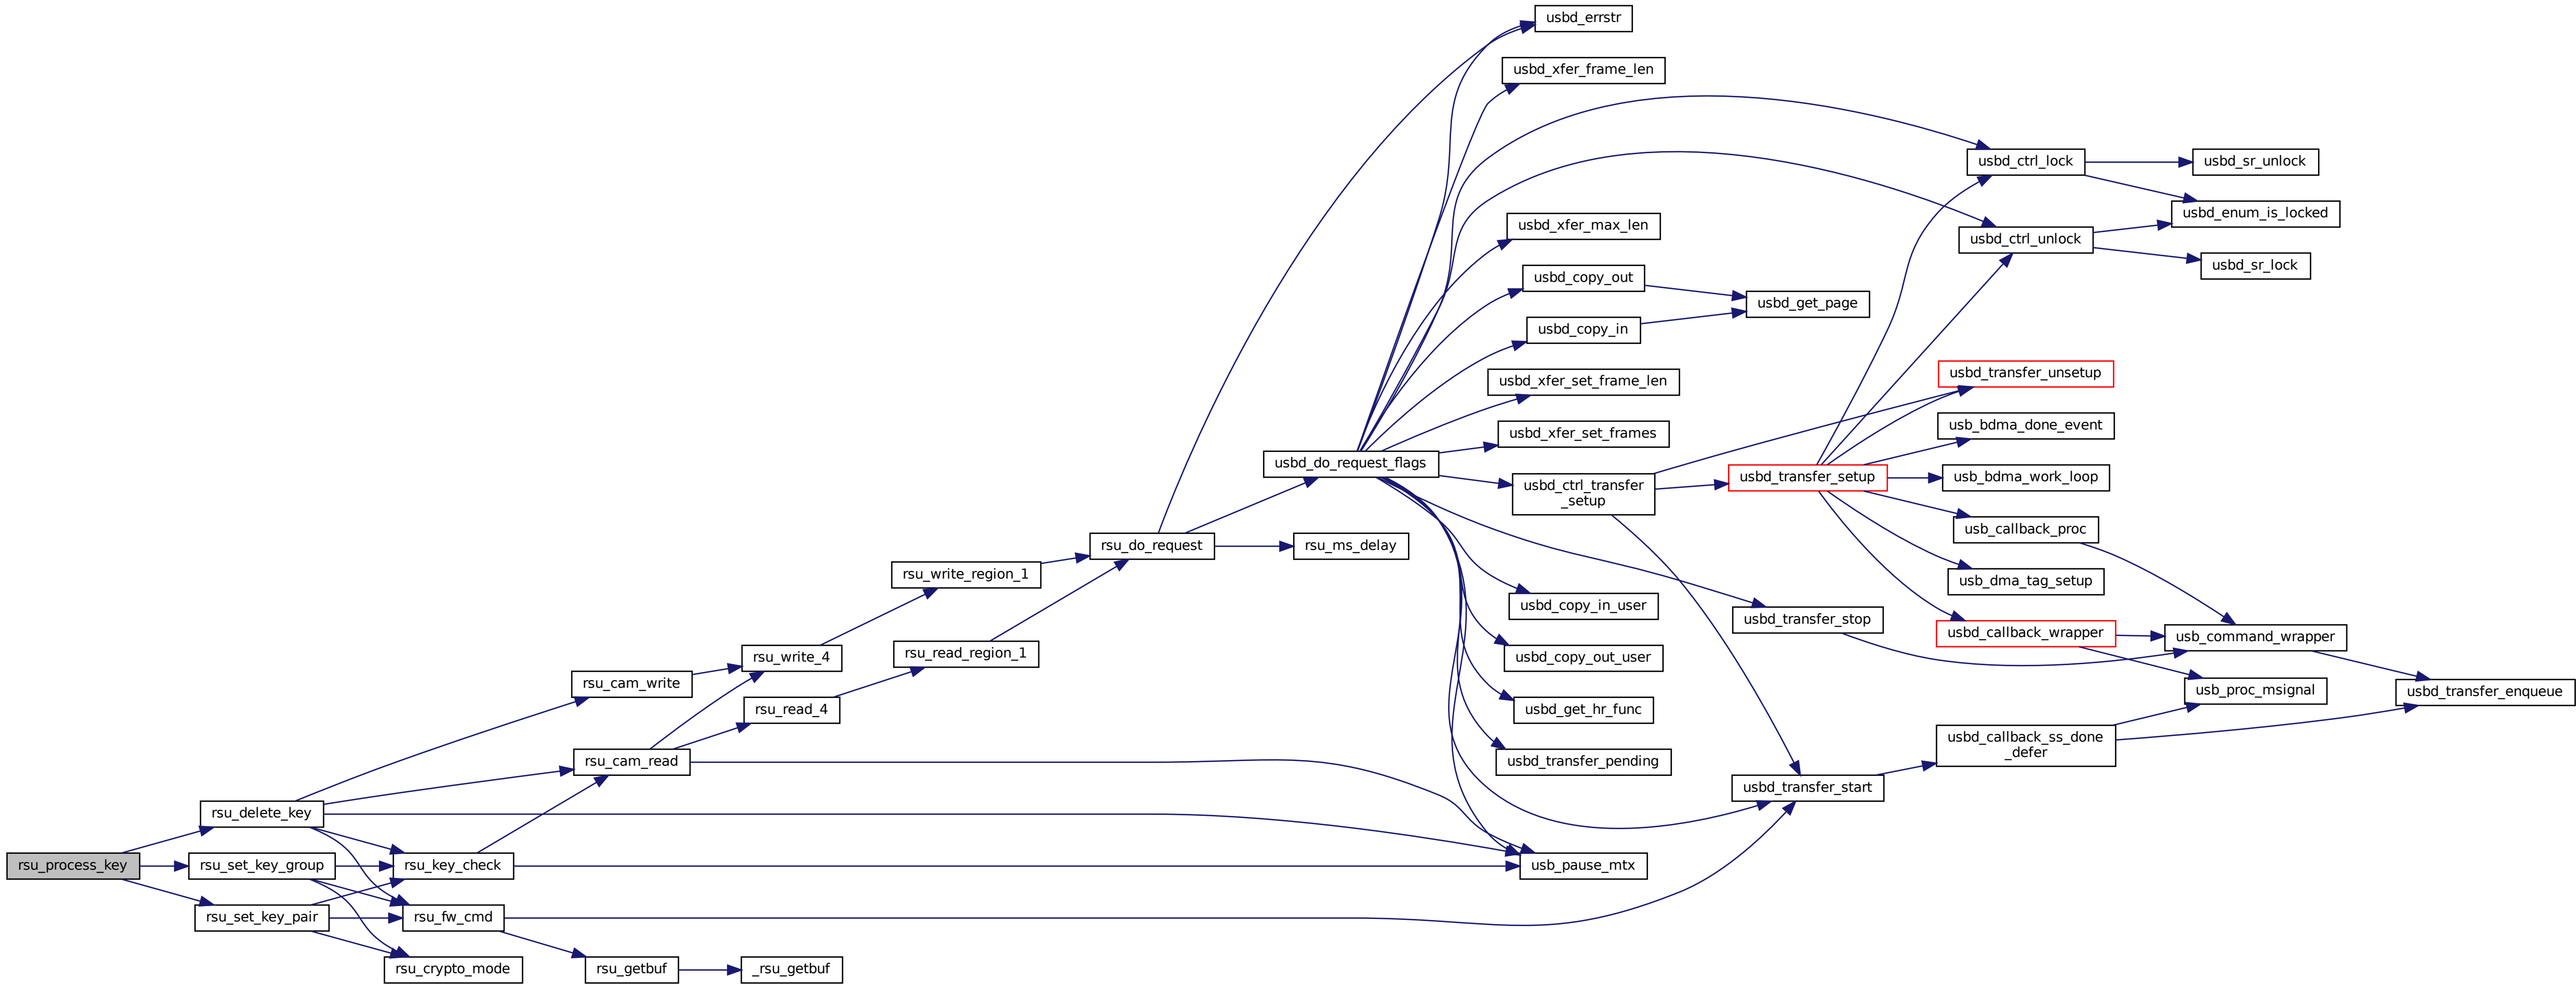 usbd_errstr
usbd_xfer_frame_len
usbd_ctrl_lock
usbd_sr_unlock
usbd_enum_is_locked
usbd_xfer_max_len
usbd_ctrl_unlock
usbd_sr_lock
usbd_copy_out
usbd_get_page
usbd_copy_in
usbd_transfer_unsetup
usbd_xfer_set_frame_len
usb_bdma_done_event
usbd_xfer_set_frames
usbd_do_request_flags
usbd_transfer_setup
usb_bdma_work_loop
usbd_ctrl_transfer
_setup
usb_callback_proc
rsu_do_request
rsu_ms_delay
rsu_write_region_1
usb_dma_tag_setup
usbd_copy_in_user
usbd_transfer_stop
usbd_callback_wrapper
usb_command_wrapper
rsu_read_region_1
rsu_write_4
usbd_copy_out_user
rsu_cam_write
usb_proc_msignal
usbd_transfer_enqueue
rsu_read_4
usbd_get_hr_func
usbd_callback_ss_done
_defer
rsu_cam_read
usbd_transfer_pending
usbd_transfer_start
rsu_delete_key
rsu_process_key
rsu_set_key_group
rsu_key_check
usb_pause_mtx
rsu_set_key_pair
rsu_fw_cmd
rsu_crypto_mode
rsu_getbuf
_rsu_getbuf